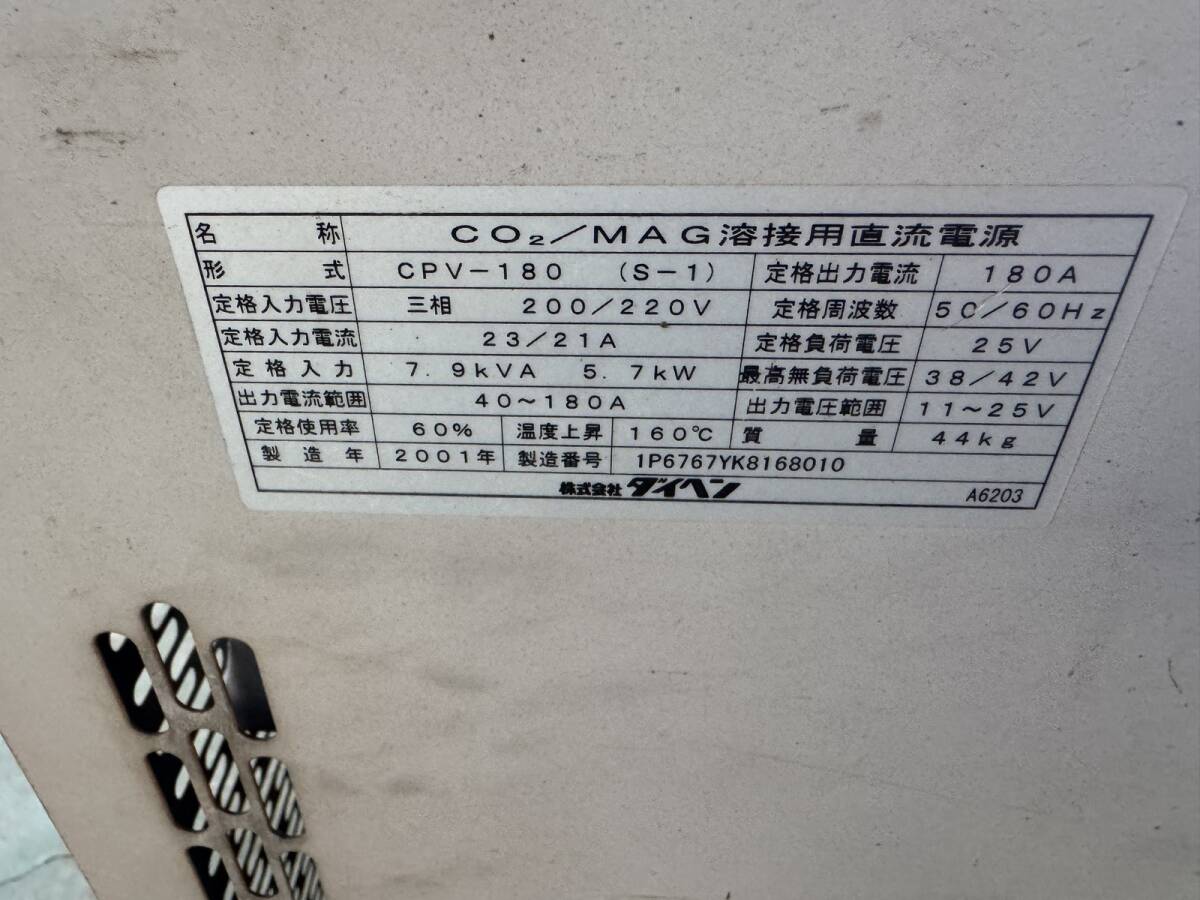 名称 CO₂/MAG溶接用直流電源
形式 CPV-180 (S-1) 定格出力電流 180A
定格入力電圧 三相 200/220V 定格周波数 50/60Hz
定格入力電流 23/21A 定格負荷電圧 25V
定格入力 7.9kVA 5.7kW 最高無負荷電圧 38/42V
出力電流範囲 40~180A 出力電圧範囲 11~25V
定格使用率 60% 温度上昇 160℃ 質量 44kg
製造年 2001年 製造番号 1P6767YK8168010
株式会社ダイヘン A6203